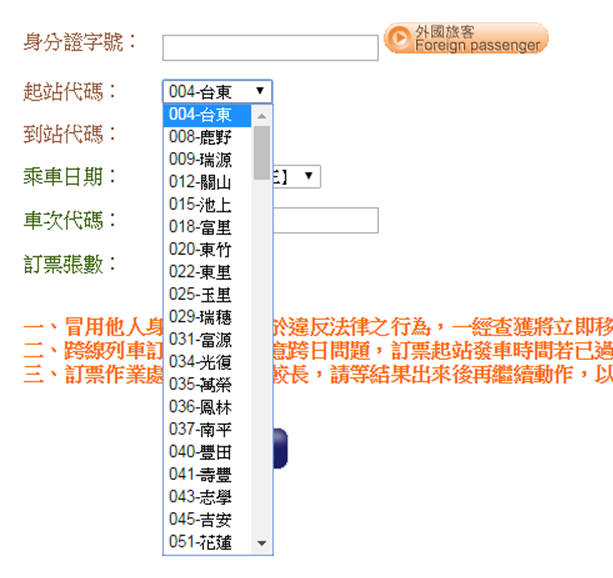 身分證字號：
外國旅客
Foreign passenger
起站代碼：
004-台東
到站代碼：
乘車日期：
車次代碼：
訂票張數：
004-台東
008-鹿野
009-瑞源
012-關山
015-池上
018-富里
020-東竹
022-東里
025-玉里
029-瑞穗
031-富源
034-光復
035-萬榮
036-鳳林
037-南平
040-豐田
041-壽豐
043-志學
045-吉安
051-花蓮
一、冒用他人身 於違反法律之行為，一經查獲將立即移
二、跨線列車訂 意跨日問題，訂票起站發車時間若已過
三、訂票作業處 較長，請等結果出來後再繼續動作，以